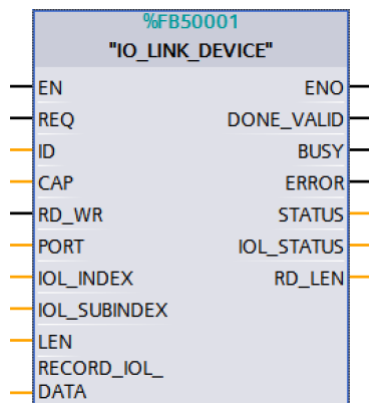 %FB50001
"IO_LINK_DEVICE"
EN ENO
REQ DONE_VALID
ID BUSY
CAP ERROR
RD_WR STATUS
PORT IOL_STATUS
IOL_INDEX RD_LEN
IOL_SUBINDEX
LEN
RECORD_IOL_
DATA